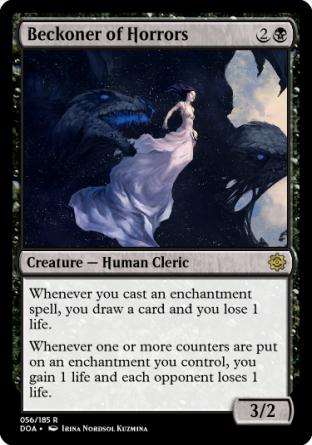 Beckoner of Horrors 2
Creature — Human Cleric
Whenever you cast an enchantment
spell, you draw a card and you lose 1
life.
Whenever one or more counters are put
on an enchantment you control, you
gain 1 life and each opponent loses 1
life.
056/185 R
DOA • Irina Nordsol Kuzmina
3/2